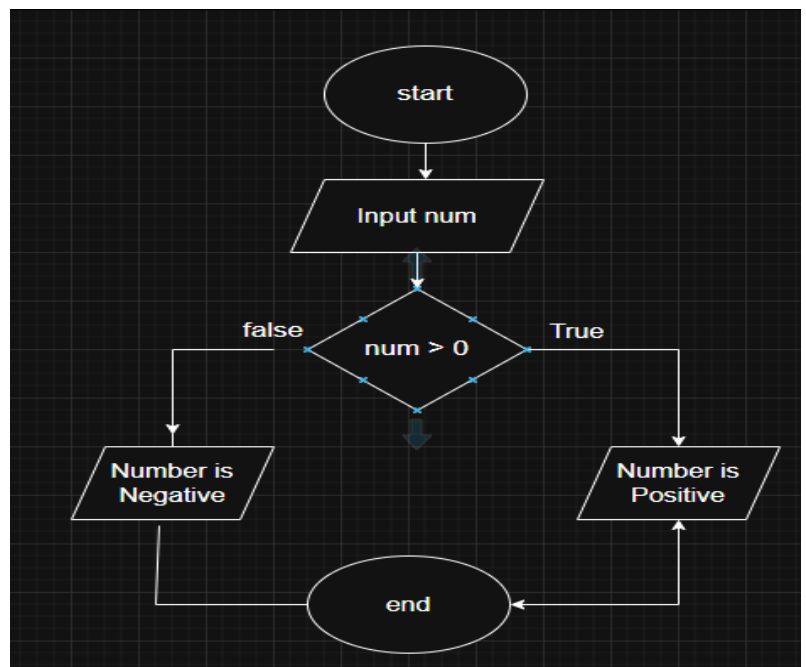 start
Input num
false
True
num > 0
Number is
Negative
Number is
Positive
end